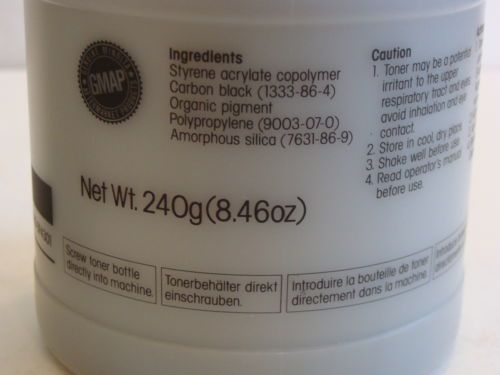 GMAP
Ingredients
Styrene acrylate copolymer
Carbon black (1333-86-4)
Organic pigment
Polypropylene (9003-07-0)
Amorphous silica (7631-86-9)
Caution
1. Toner may be a potential
irritant to the upper
respiratory tract and eyes
avoid inhalation and eye
contact.
2. Store in cool, dry place
3. Shake well before use
4. Read operator's manual
before use.
Net Wt. 240g (8.46oz)
Screw toner bottle
directly into machine.
Tonerbehälter direkt
einschrauben.
Introduire la bouteille de toner
directement dans la machine.